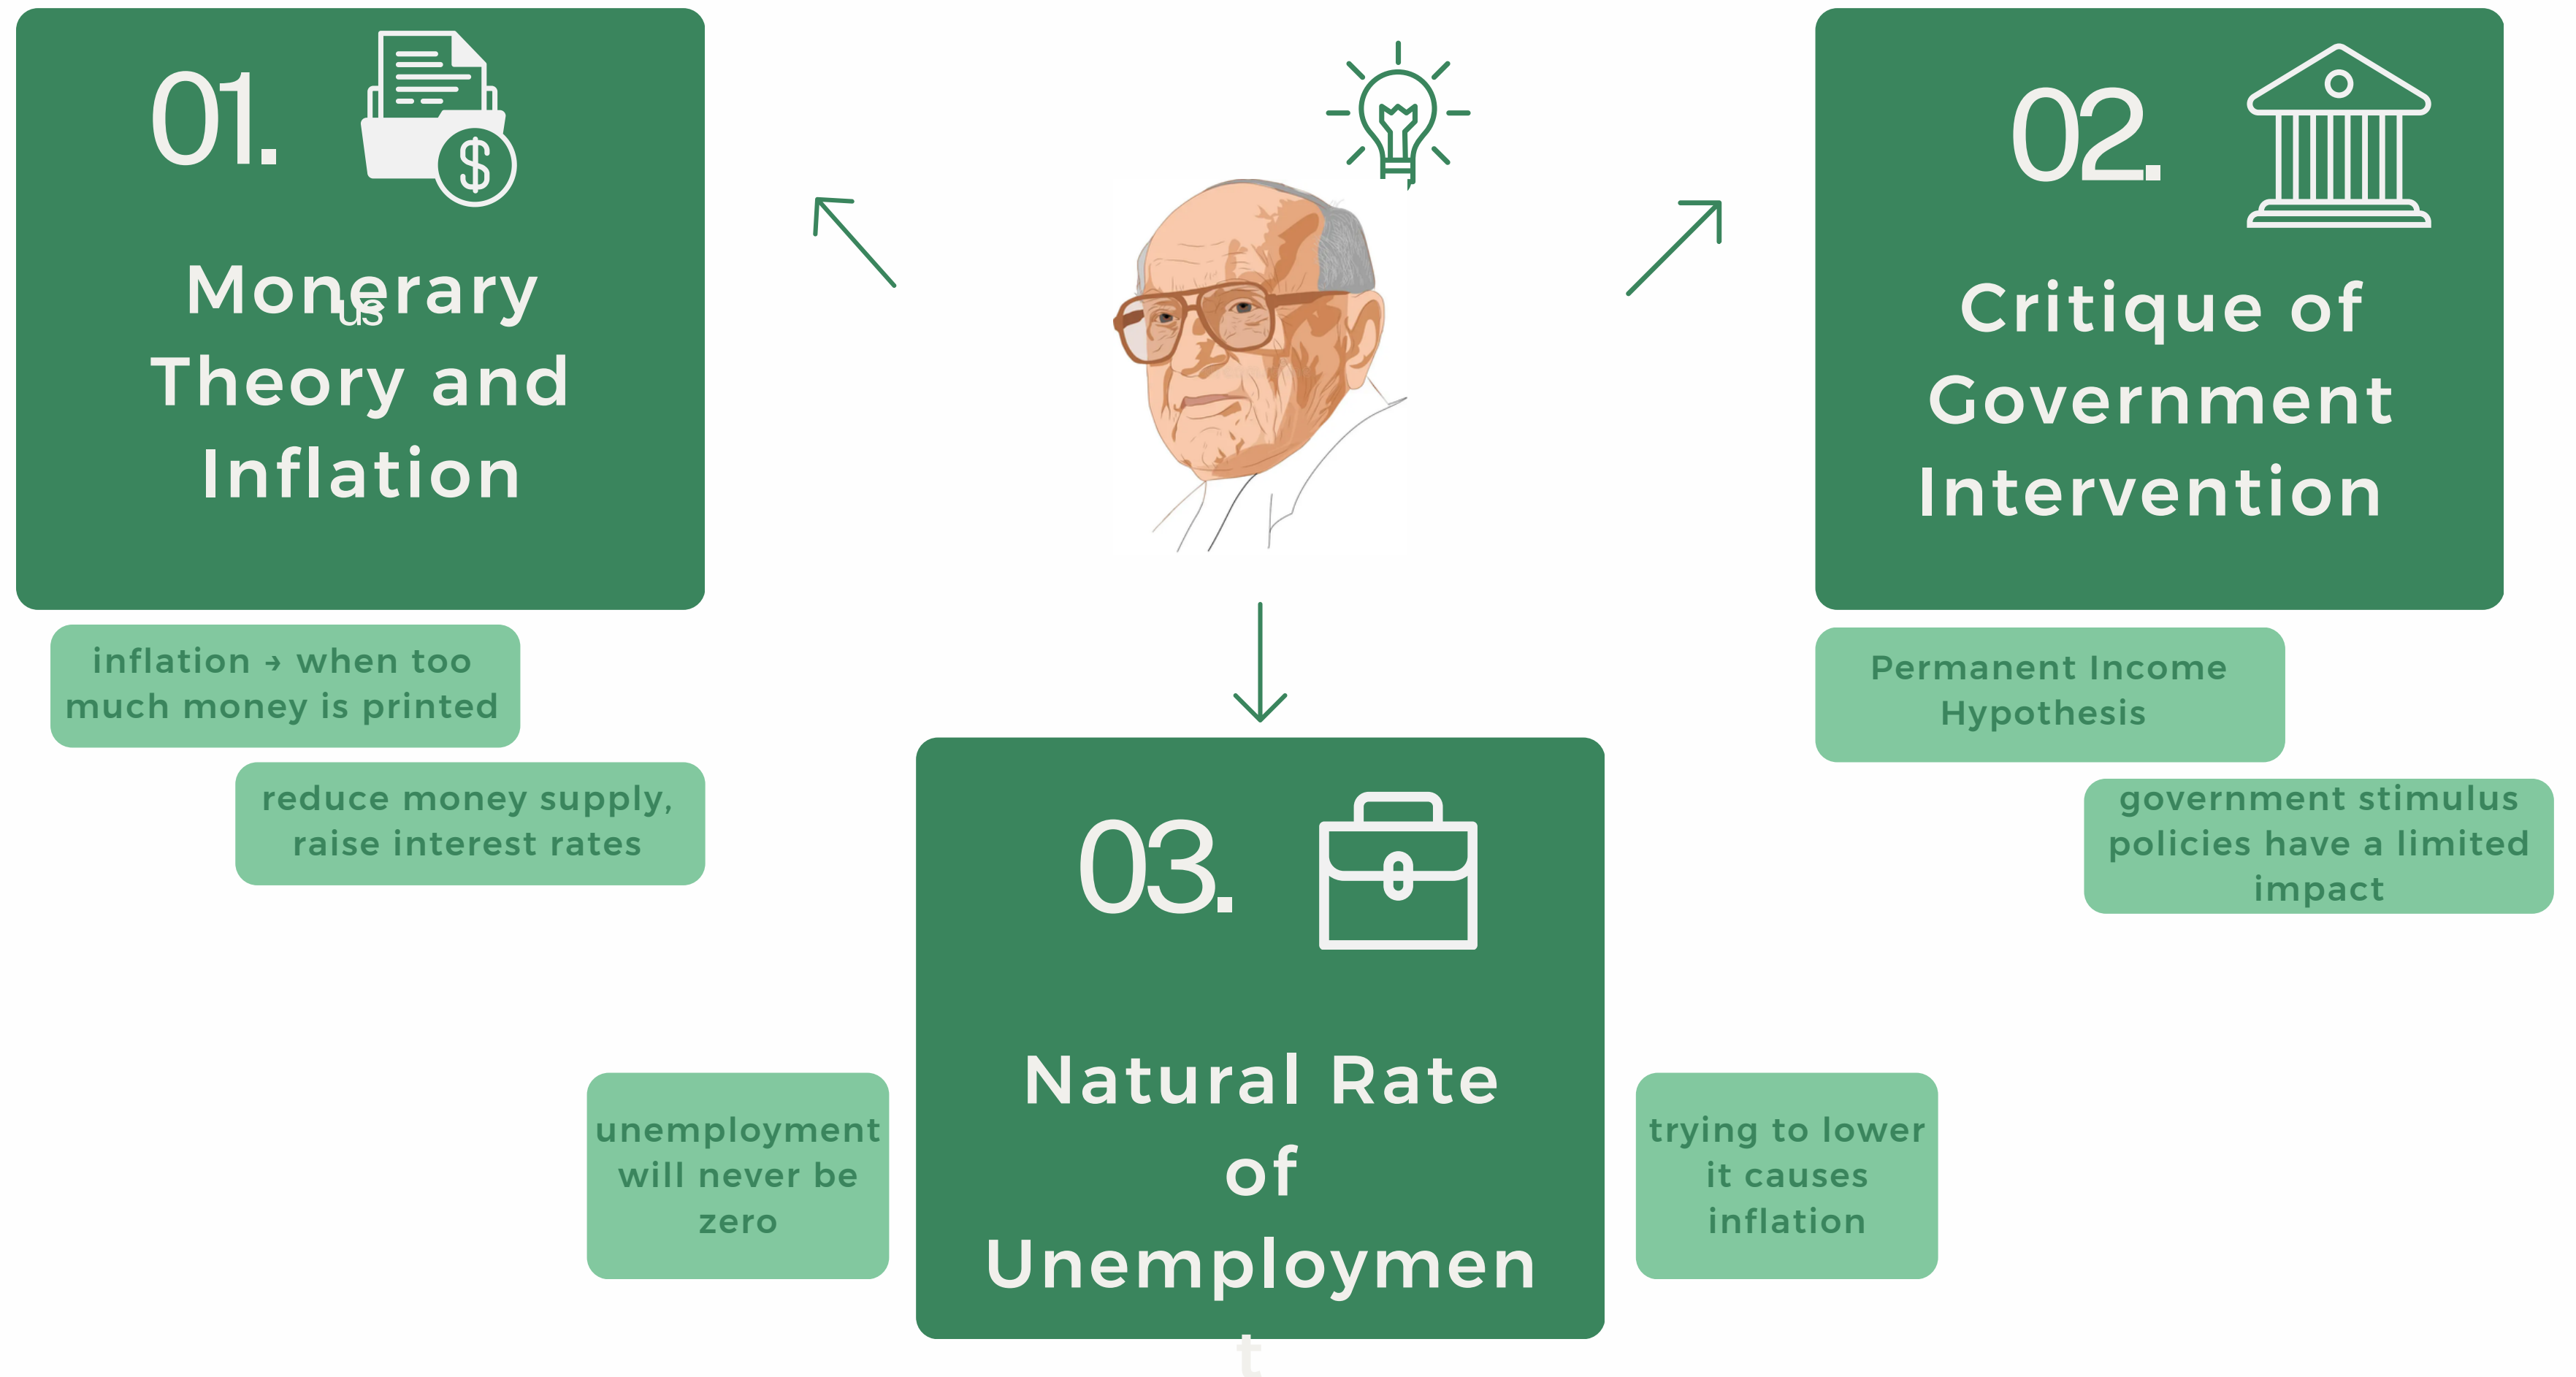 01.
$
Monerary
us
Theory and
Inflation
inflation → when too
much money is printed
reduce money supply,
raise interest rates
02.
Critique of
Government
Intervention
Permanent Income
Hypothesis
government stimulus
policies have a limited
impact
03.
Natural Rate
of
Unemploymen
t
unemployment
will never be
zero
trying to lower
it causes
inflation